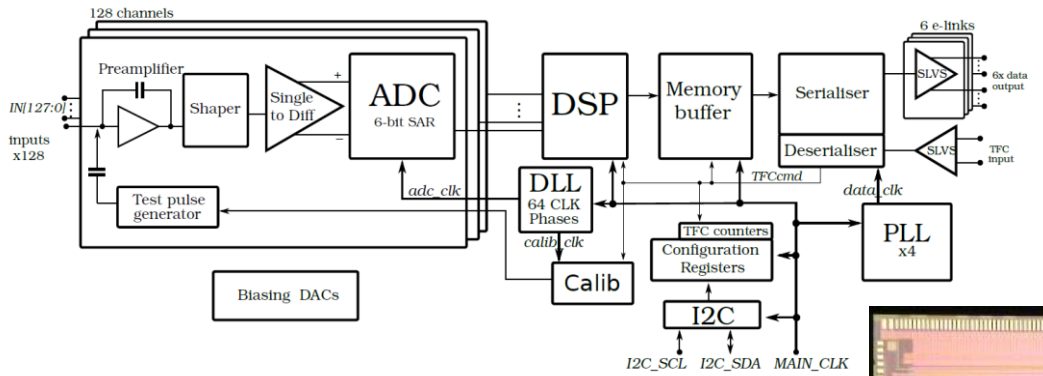 128 channels
6 e-links
Preamplifier
IN[127:0]
inputs
x128
Shaper
Single
to Diff
+
−
ADC
6-bit SAR
DSP
Memory
buffer
Serialiser
Deserialiser
SLVS
6x data
output
SLVS
TFC
input
Test pulse
generator
adc_clk
DLL
64 CLK
Phases
calib_clk
Calib
TFCcmd
data_clk
TFC counters
Configuration
Registers
PLL
x4
Biasing DACs
I2C
I2C_SCL
I2C_SDA
MAIN_CLK